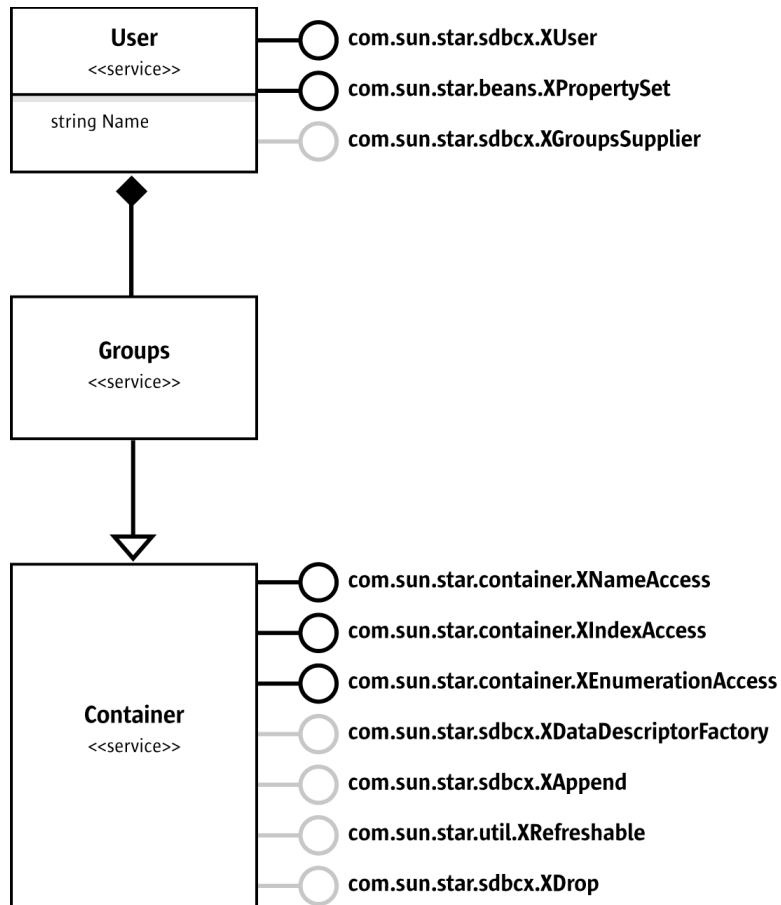 User
<<service>>
string Name
com.sun.star.sdbcx.XUser
com.sun.star.beans.XPropertySet
com.sun.star.sdbcx.XGroupsSupplier
Groups
<<service>>
Container
<<service>>
com.sun.star.container.XNameAccess
com.sun.star.container.XIndexAccess
com.sun.star.container.XEnumerationAccess
com.sun.star.sdbcx.XDataDescriptorFactory
com.sun.star.sdbcx.XAppend
com.sun.star.util.XRefreshable
com.sun.star.sdbcx.XDrop